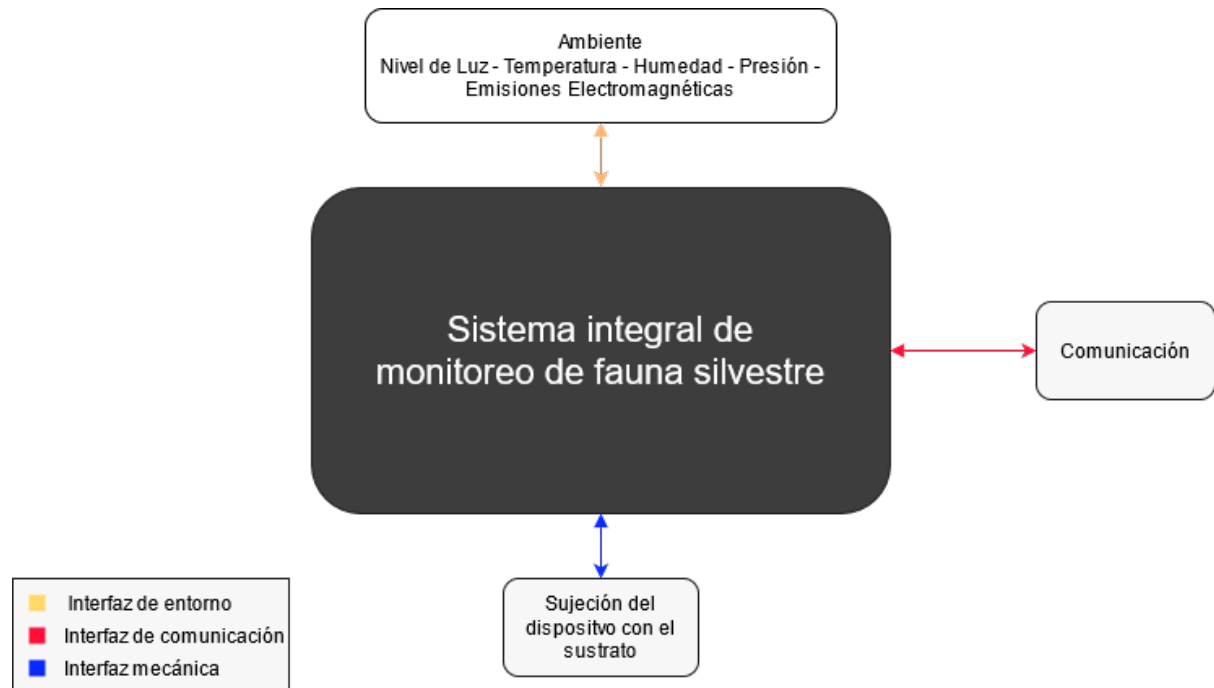 Ambiente
Nivel de Luz - Temperatura - Humedad - Presión -
Emisiones Electromagnéticas
Sistema integral de
monitoreo de fauna silvestre
Comunicación
Sujeción del
dispositvo con el
sustrato
Interfaz de entorno
Interfaz de comunicación
Interfaz mecánica